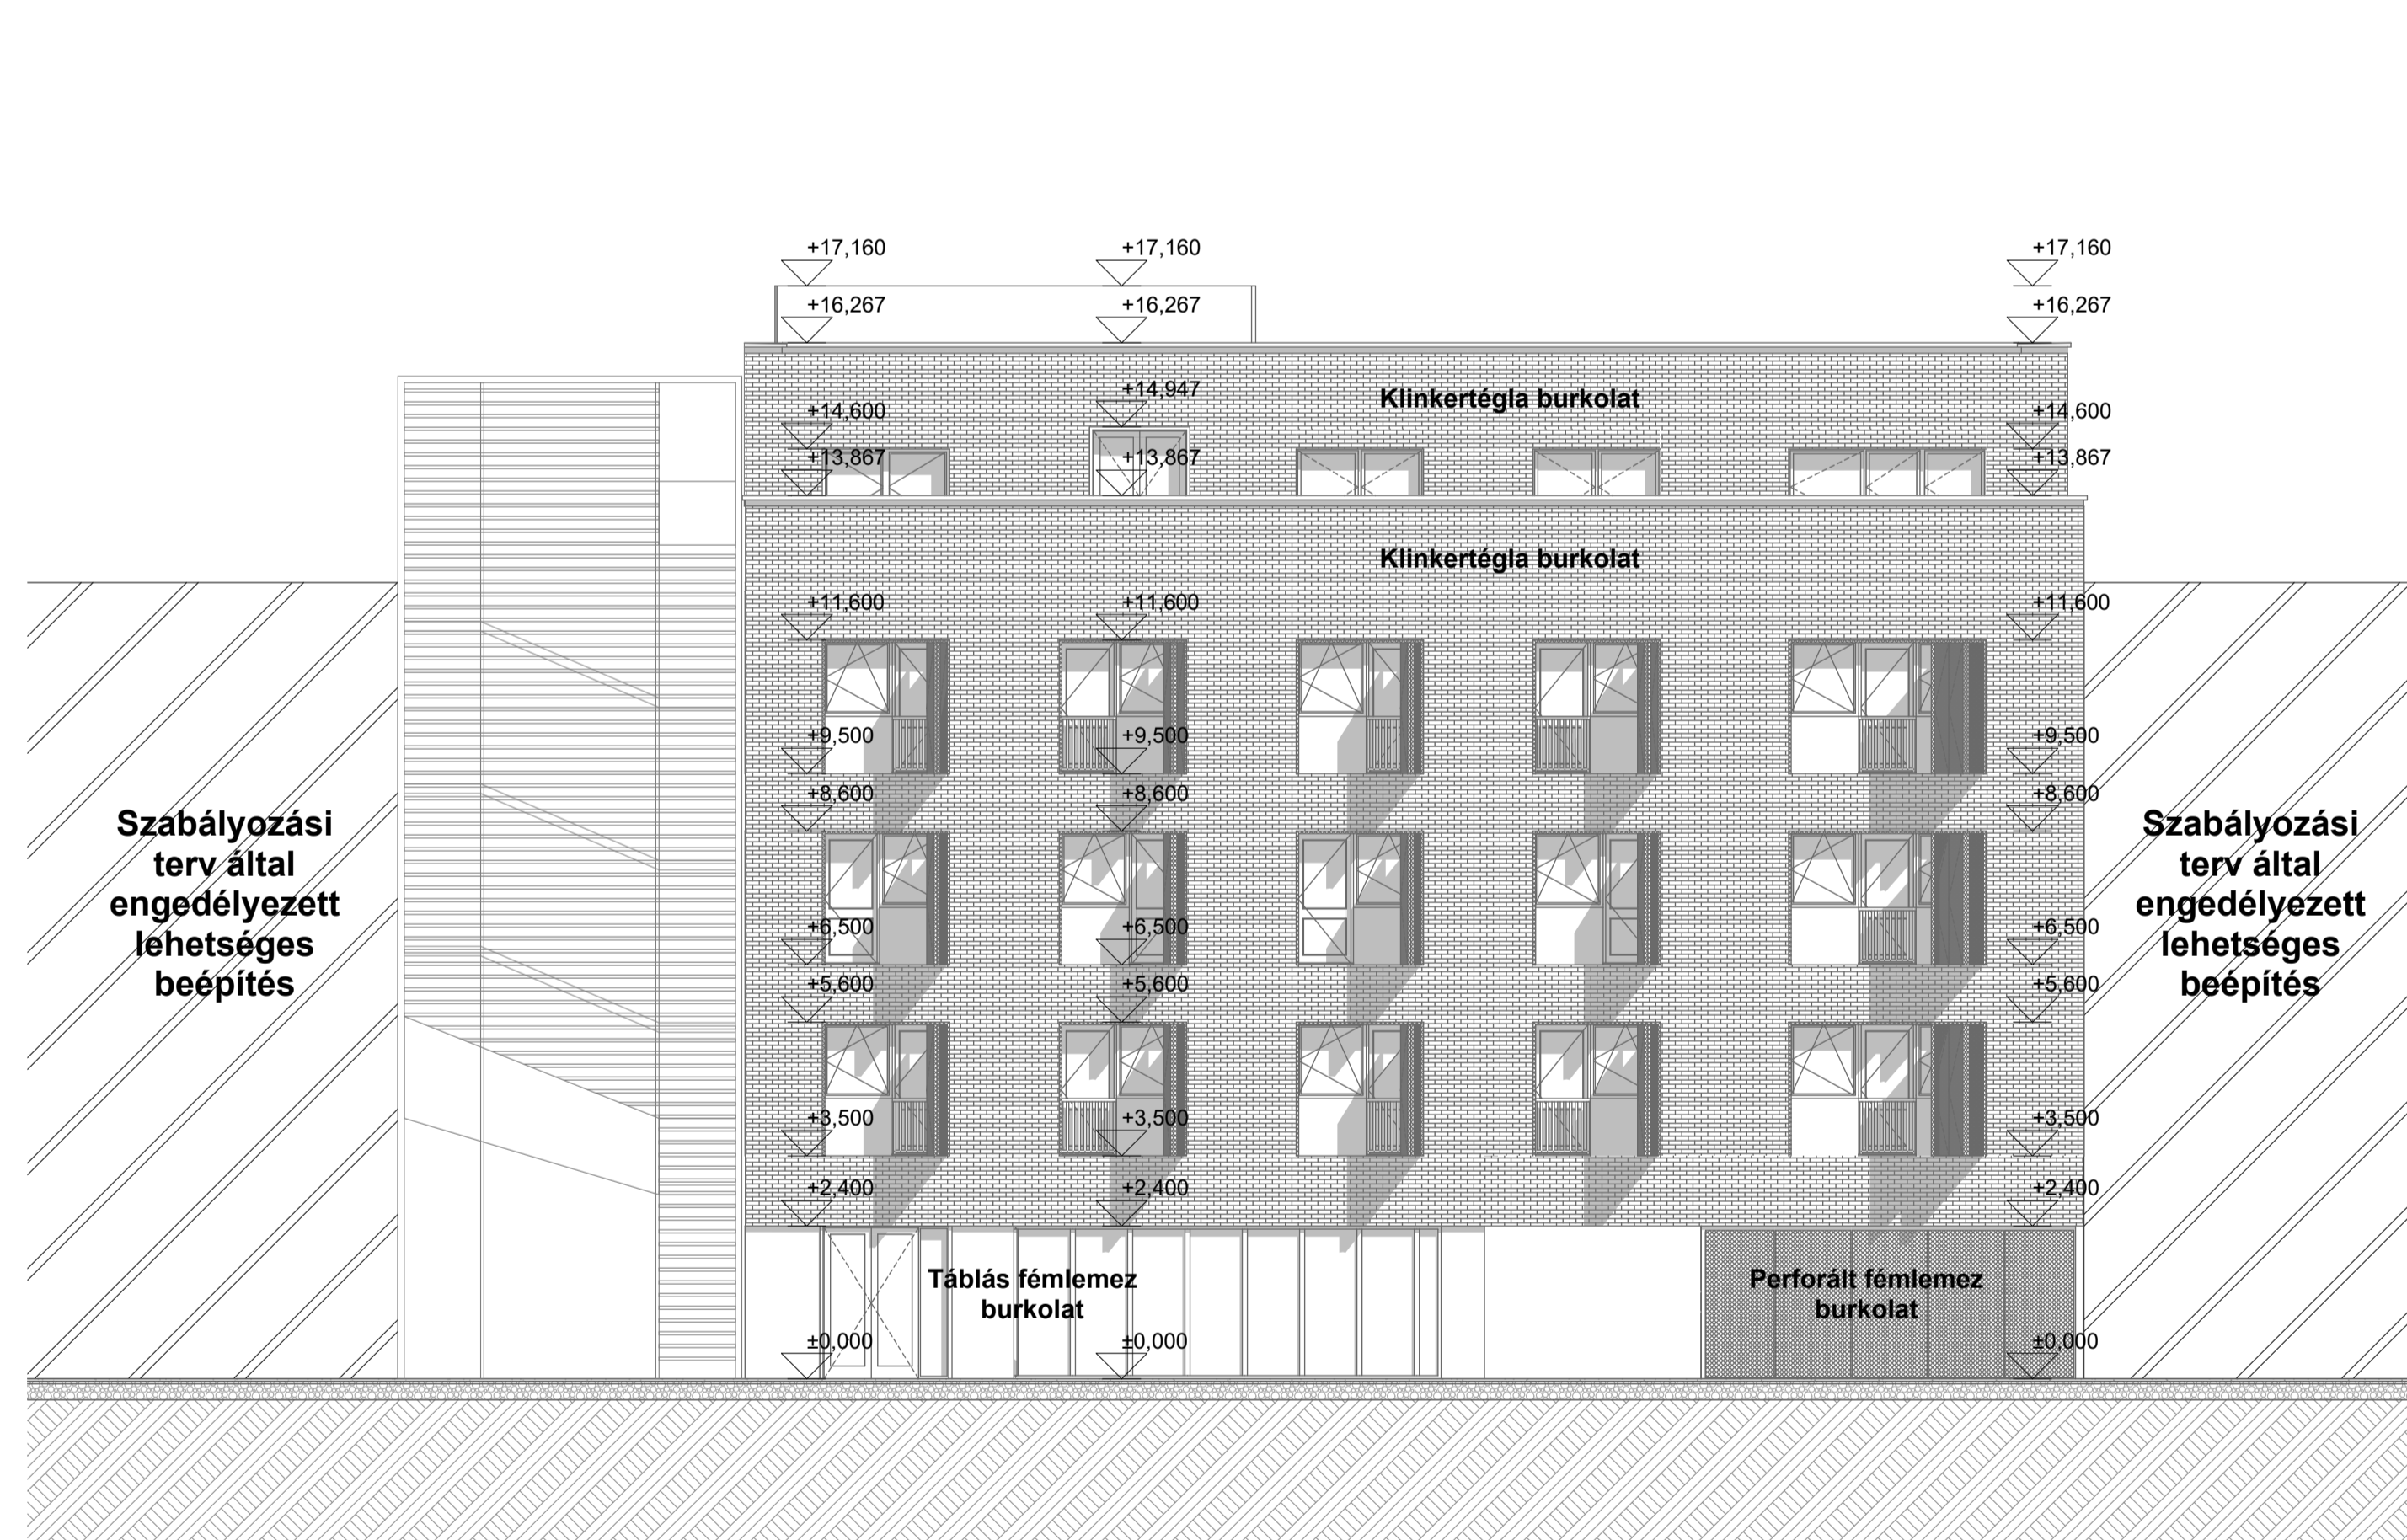 +17,160 +17,160 +17,160
+16,267 +16,267 +16,267
+14,947
Klinkertégla burkolat
+14,600 +14,600
+13,867 +13,867 +13,867
Klinkertégla burkolat
+11,600 +11,600 +11,600
+9,500 +9,500 +9,500
+8,600 +8,600 +8,600
Szabályozási
terv által
engedélyezett
lehetséges
beépítés
Szabályozási
terv által
engedélyezett
lehetséges
beépítés
+6,500 +6,500 +6,500
+5,600 +5,600 +5,600
+3,500 +3,500 +3,500
+2,400 +2,400 +2,400
Táblás fémlemez
burkolat
Perforált fémlemez
burkolat
±0,000 ±0,000 ±0,000